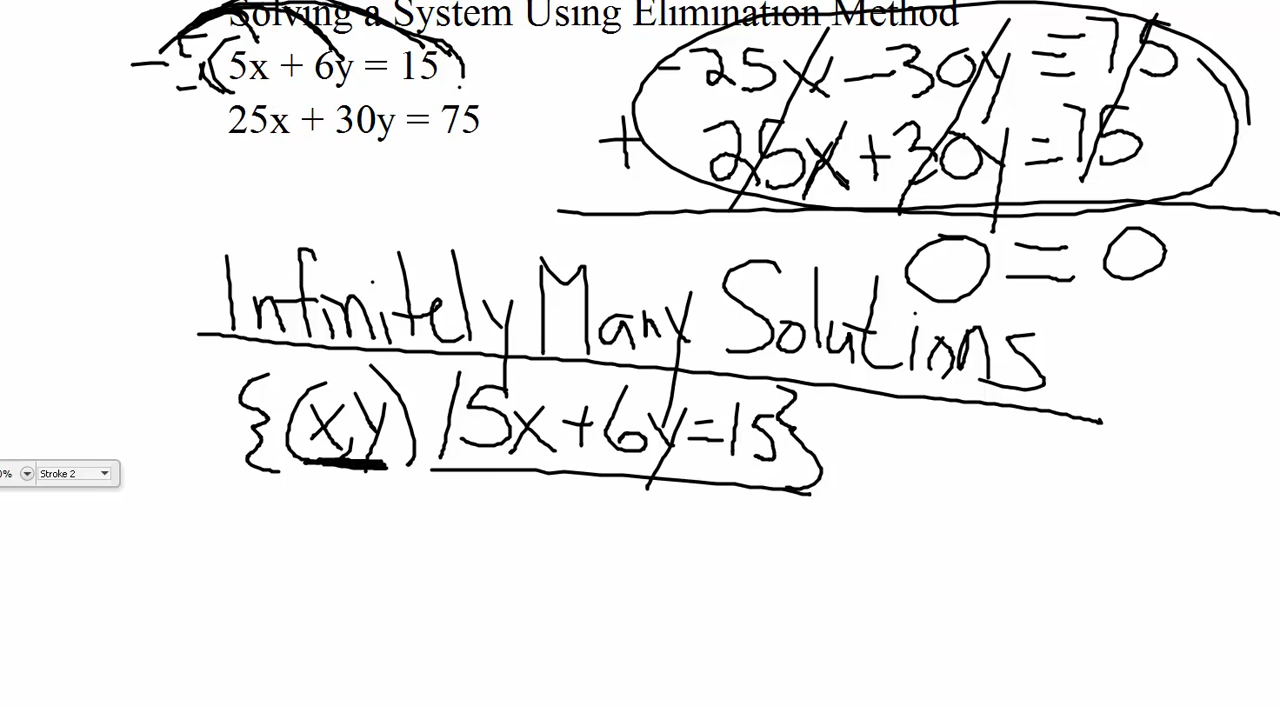 Solving a System Using Elimination Method
-5(5x + 6y = 15)
25x + 30y = 75
-25x - 30y = 75
+ 25x + 30y = 75
0 = 0
Infinitely Many Solutions
{(x,y) | 5x + 6y = 15}
0%
Stroke 2